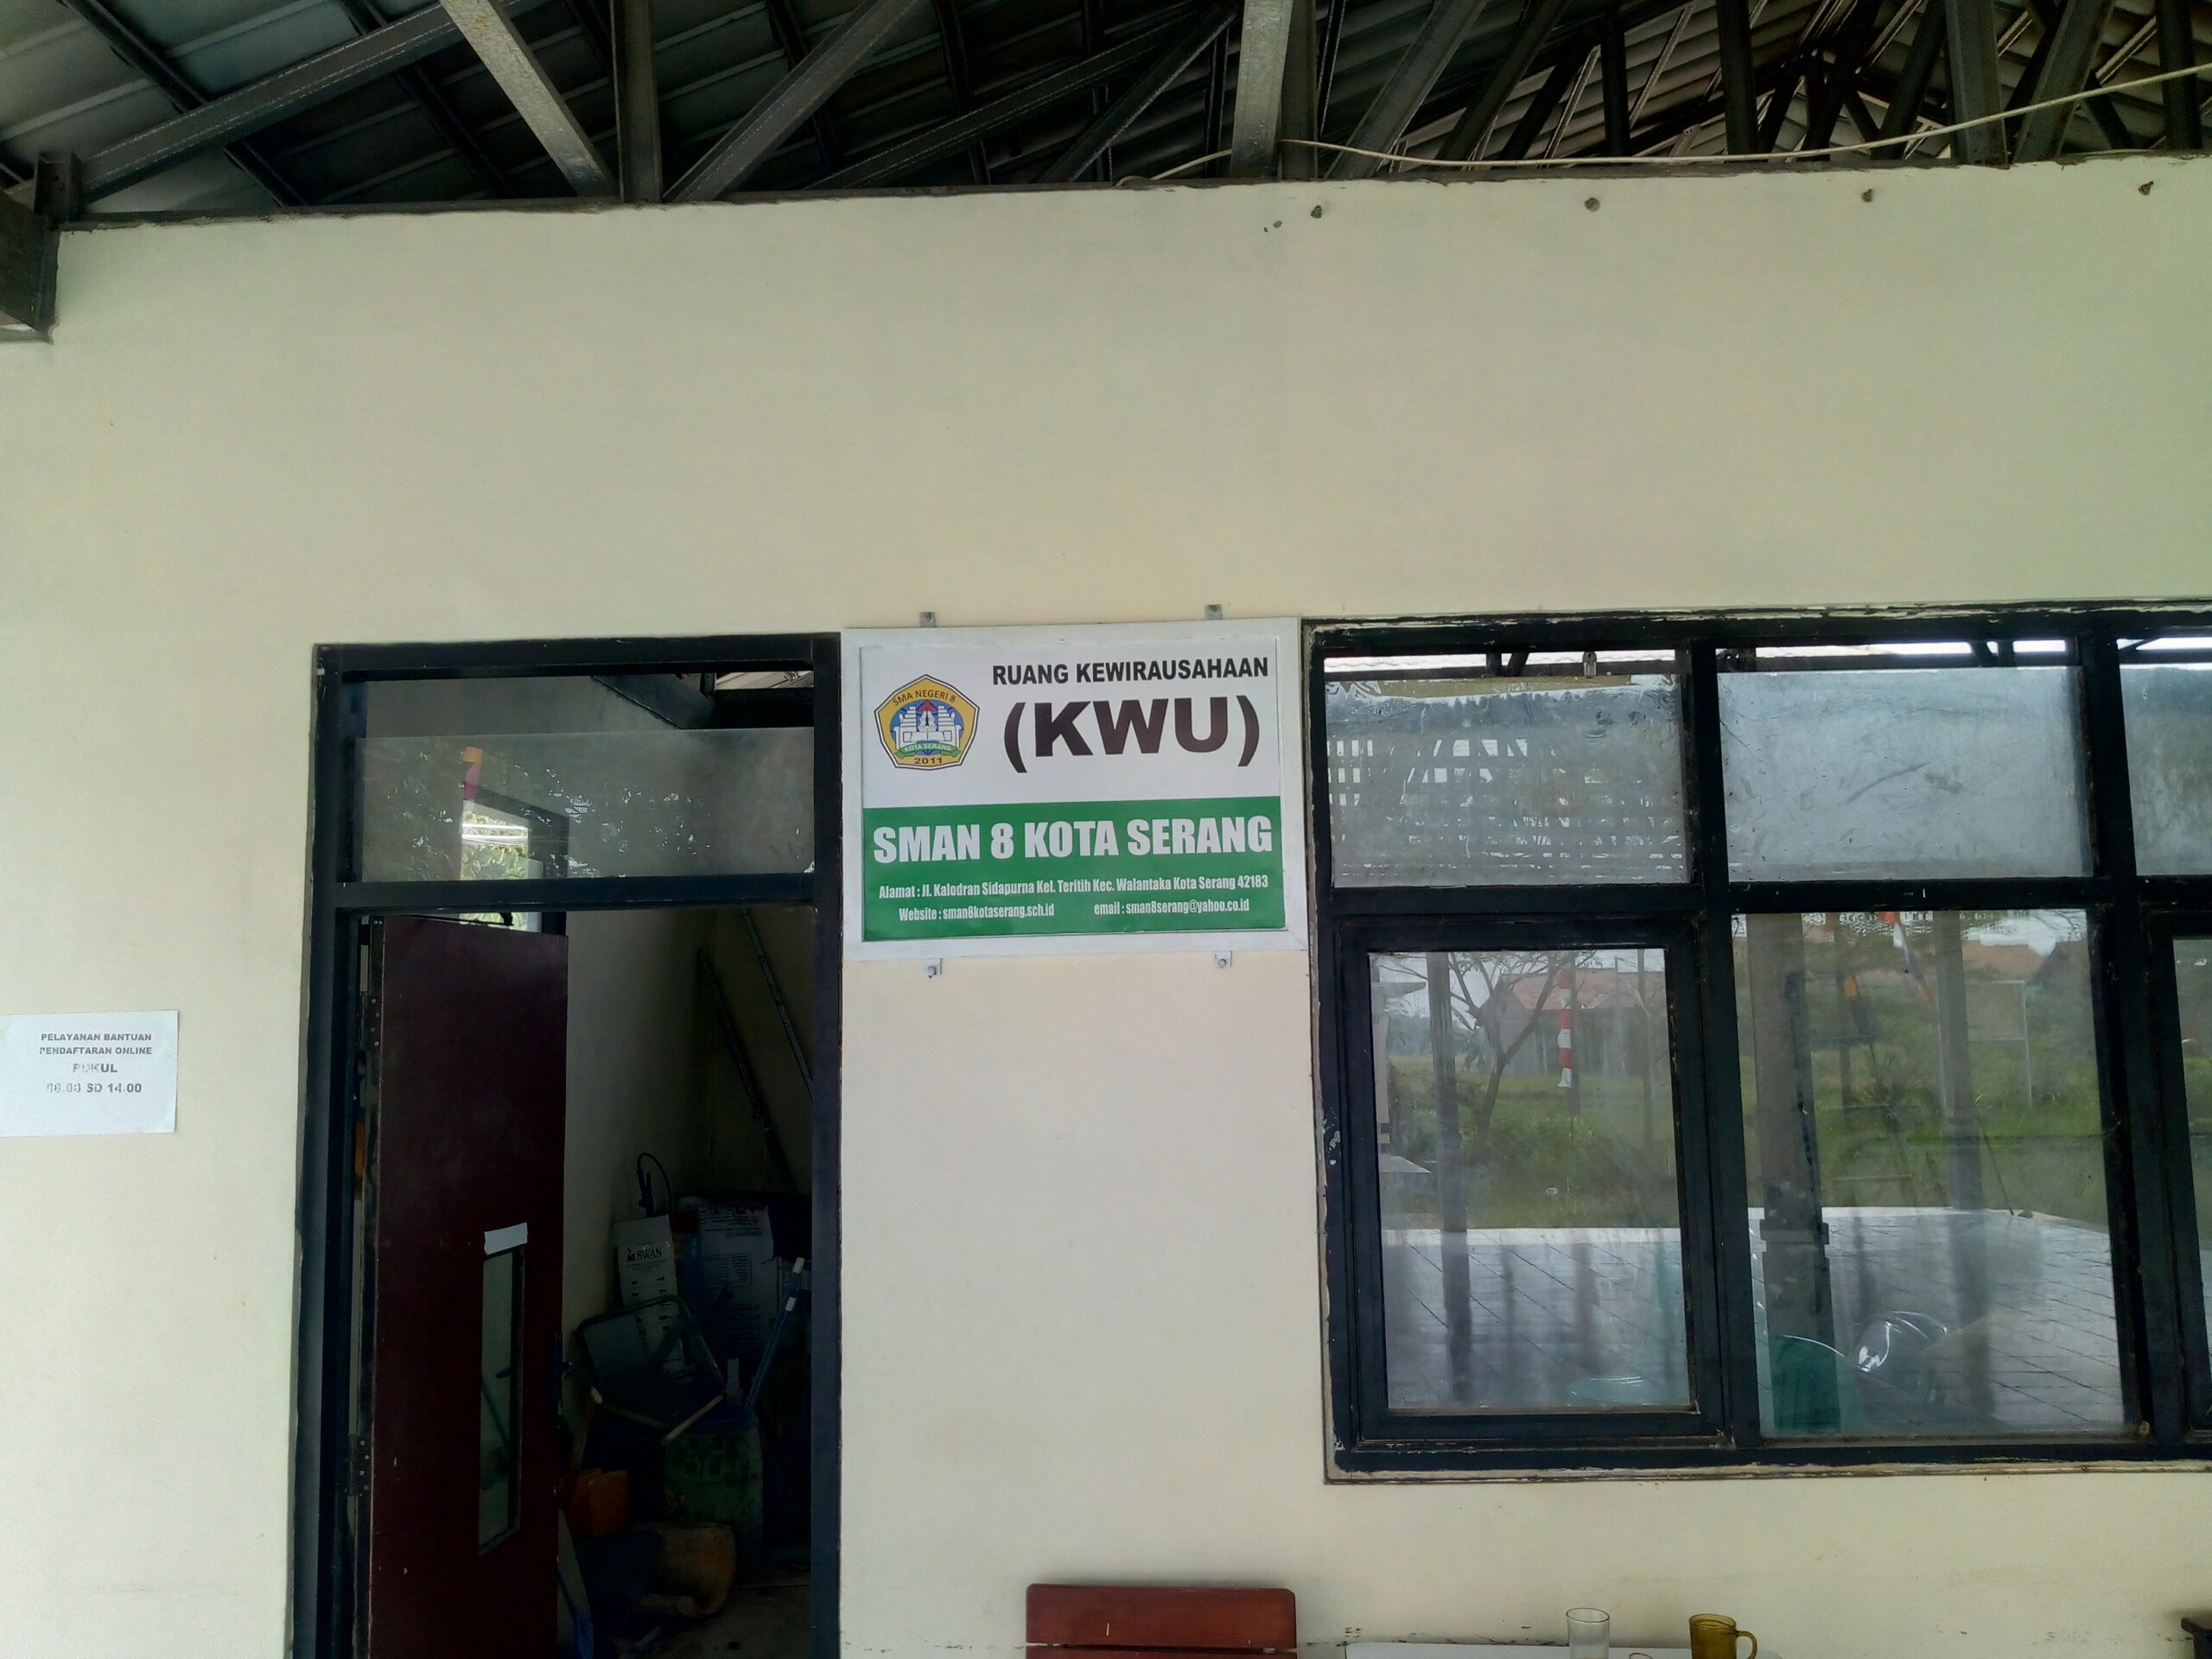 RUANG KEWIRAUSAHAAN
(KWU)
SMA NEGERI 8
KOTA SERANG
2011
SMAN 8 KOTA SERANG
Alamat : Jl. Kalodran Sidapurna Kel. Teritih Kec. Walantaka Kota Serang 42183
Website : sman8kotaserang.sch.id email : sman8serang@yahoo.co.id
PELAYANAN BANTUAN
PENDAFTARAN ONLINE
PUKUL
SD 14.00
SWAN